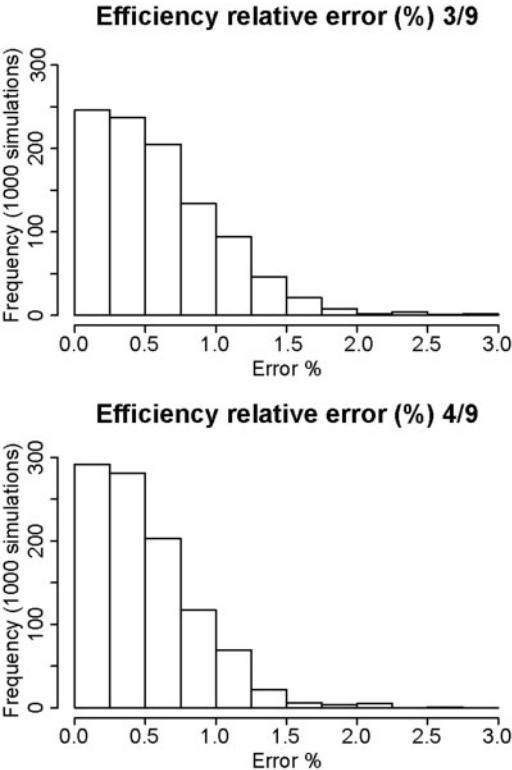 Efficiency relative error (%) 3/9
Frequency (1000 simulations)
300
200
100
0
0.0 0.5 1.0 1.5 2.0 2.5 3.0
Error %
Efficiency relative error (%) 4/9
Frequency (1000 simulations)
300
200
100
0
0.0 0.5 1.0 1.5 2.0 2.5 3.0
Error %